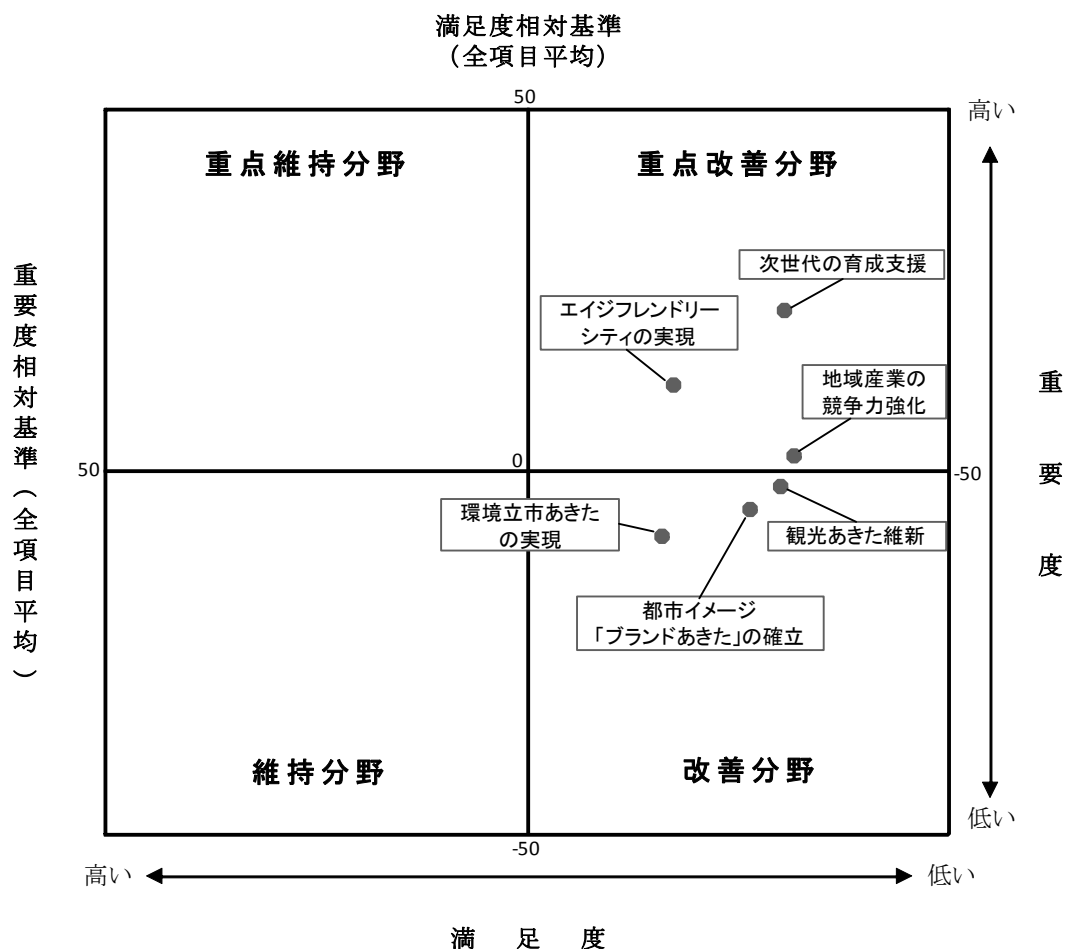 満足度相対基準
（全項目平均）
50
高い
重点維持分野
重点改善分野
次世代の育成支援
エイジフレンドリー
シティの実現
地域産業の
競争力強化
重要度相対基準（全項目平均）
重要度
50
0
-50
環境立市あきた
の実現
観光あきた維新
都市イメージ
「ブランドあきた」の確立
維持分野
改善分野
低い
-50
高い
低い
満足度